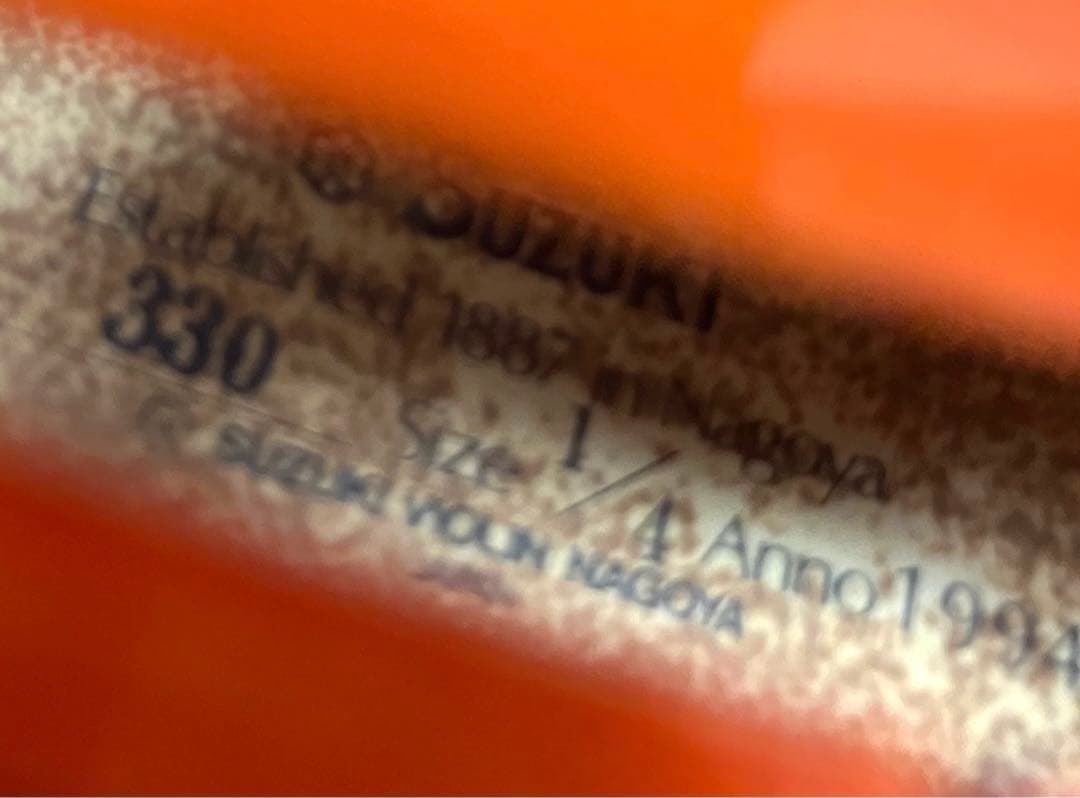 SUZUKI
Established 1887 in Nagoya
330 Size 1/4 Anno 1994
SUZUKI VIOLIN NAGOYA